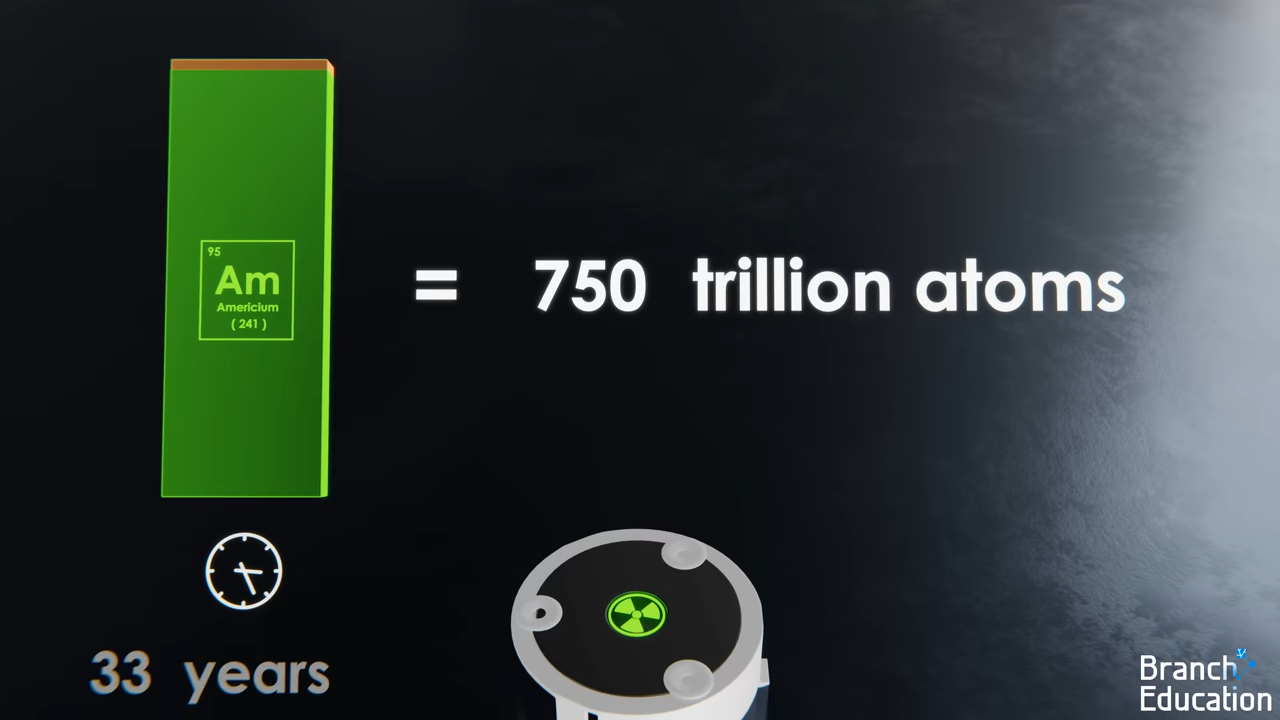 95
Am
Americium
( 241 )
= 750 trillion atoms
33 years
Branch
Education